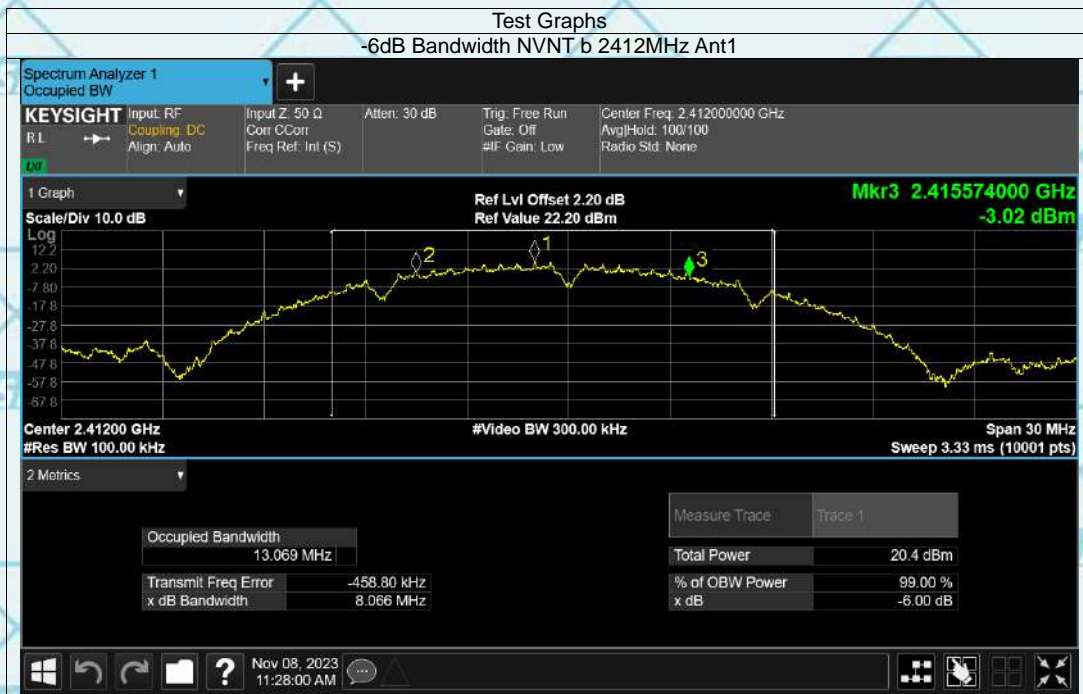 Test Graphs
-6dB Bandwidth NVNT b 2412MHz Ant1
Spectrum Analyzer 1
Occupied BW
+
KEYSIGHT Input: RF Input Z: 50 Ω Atten: 30 dB Trig: Free Run Center Freq: 2.412000000 GHz
R L Coupling: DC Corr CCorr Gate: Off Avg|Hold: 100/100
Align: Auto Freq Ref: Int (S) #IF Gain: Low Radio Std: None
LXI
1 Graph Ref Lvl Offset 2.20 dB Mkr3 2.415574000 GHz
Scale/Div 10.0 dB Ref Value 22.20 dBm -3.02 dBm
Log
12.2
2.20
-7.80
-17.8
-27.8
-37.8
-47.8
-57.8
-67.8
2 1 3
Center 2.41200 GHz #Video BW 300.00 kHz Span 30 MHz
#Res BW 100.00 kHz Sweep 3.33 ms (10001 pts)
2 Metrics
Measure Trace Trace 1
Occupied Bandwidth
13.069 MHz Total Power 20.4 dBm
Transmit Freq Error -458.80 kHz % of OBW Power 99.00 %
x dB Bandwidth 8.066 MHz x dB -6.00 dB
? Nov 08, 2023
11:28:00 AM